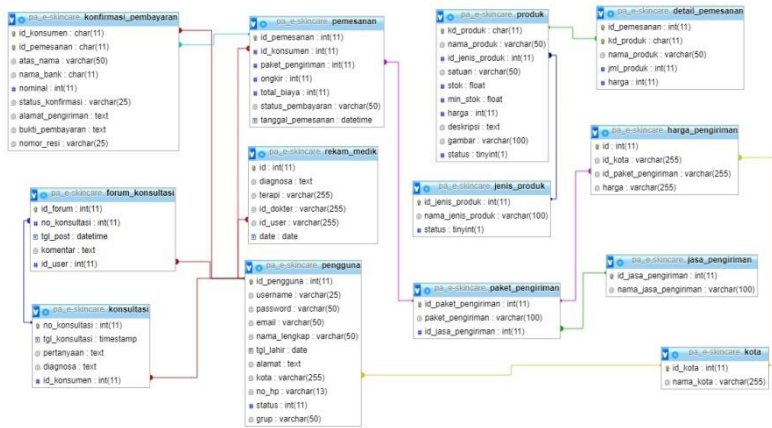 pa_e-skincare konfirmasi_pembayaran
id_konsumen : char(11)
id_pemesanan : char(11)
atas_nama : varchar(50)
nama_bank : char(11)
nominal : int(11)
status_konfirmasi : varchar(25)
alamat_pengiriman : text
bukti_pembayaran : text
nomor_resi : varchar(25)
pa_e-skincare pemesanan
id_pemesanan : int(11)
id_konsumen : int(11)
paket_pengiriman : int(11)
ongkir : int(11)
total_biaya : int(11)
status_pembayaran : varchar(50)
tanggal_pemesanan : datetime
pa_e-skincare produk
kd_produk : char(11)
nama_produk : varchar(50)
id_jenis_produk : int(11)
satuan : varchar(50)
stok : float
min_stok : float
harga : int(11)
deskripsi : text
gambar : varchar(100)
status : tinyint(1)
pa_e-skincare detail_pemesanan
id_pemesanan : int(11)
kd_produk : char(11)
nama_produk : varchar(50)
jml_produk : int(11)
harga : int(11)
pa_e-skincare harga_pengiriman
id : int(11)
id_kota : varchar(255)
id_paket_pengiriman : varchar(255)
harga : varchar(255)
pa_e-skincare rekam_medik
id : int(11)
diagnosa : text
terapi : varchar(255)
id_dokter : varchar(255)
id_user : varchar(255)
date : date
pa_e-skincare forum_konsultasi
id_forum : int(11)
no_konsultasi : int(11)
tgl_post : datetime
komentar : text
id_user : int(11)
pa_e-skincare jenis_produk
id_jenis_produk : int(11)
nama_jenis_produk : varchar(100)
status : tinyint(1)
pa_e-skincare jasa_pengiriman
id_jasa_pengiriman : int(11)
nama_jasa_pengiriman : varchar(100)
pa_e-skincare pengguna
id_pengguna : int(11)
username : varchar(25)
password : varchar(50)
email : varchar(50)
nama_lengkap : varchar(50)
tgl_lahir : date
alamat : text
kota : varchar(255)
no_hp : varchar(13)
status : int(11)
grup : varchar(50)
pa_e-skincare paket_pengiriman
id_paket_pengiriman : int(11)
paket_pengiriman : varchar(100)
id_jasa_pengiriman : int(11)
pa_e-skincare konsultasi
no_konsultasi : int(11)
tgl_konsultasi : timestamp
pertanyaan : text
diagnosa : text
id_konsumen : int(11)
pa_e-skincare kota
id_kota : int(11)
nama_kota : varchar(255)